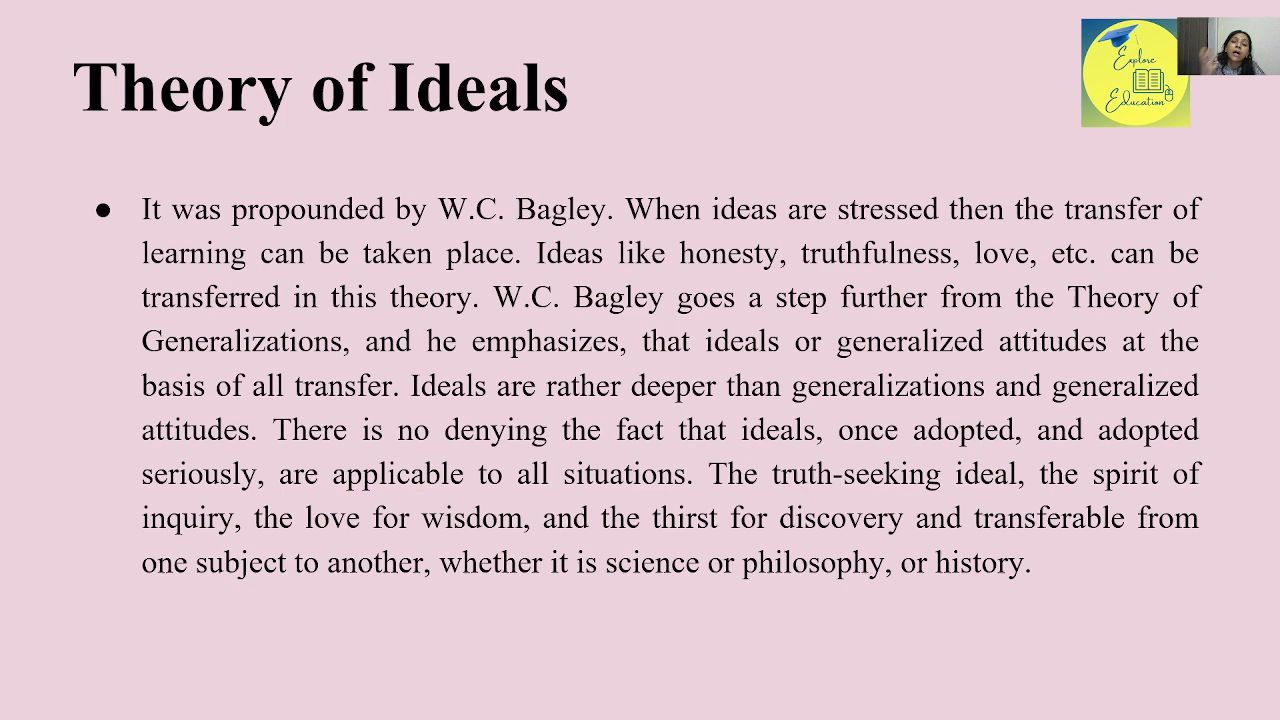 Theory of Ideals
Explore
Education
● It was propounded by W.C. Bagley. When ideas are stressed then the transfer of
learning can be taken place. Ideas like honesty, truthfulness, love, etc. can be
transferred in this theory. W.C. Bagley goes a step further from the Theory of
Generalizations, and he emphasizes, that ideals or generalized attitudes at the
basis of all transfer. Ideals are rather deeper than generalizations and generalized
attitudes. There is no denying the fact that ideals, once adopted, and adopted
seriously, are applicable to all situations. The truth-seeking ideal, the spirit of
inquiry, the love for wisdom, and the thirst for discovery and transferable from
one subject to another, whether it is science or philosophy, or history.